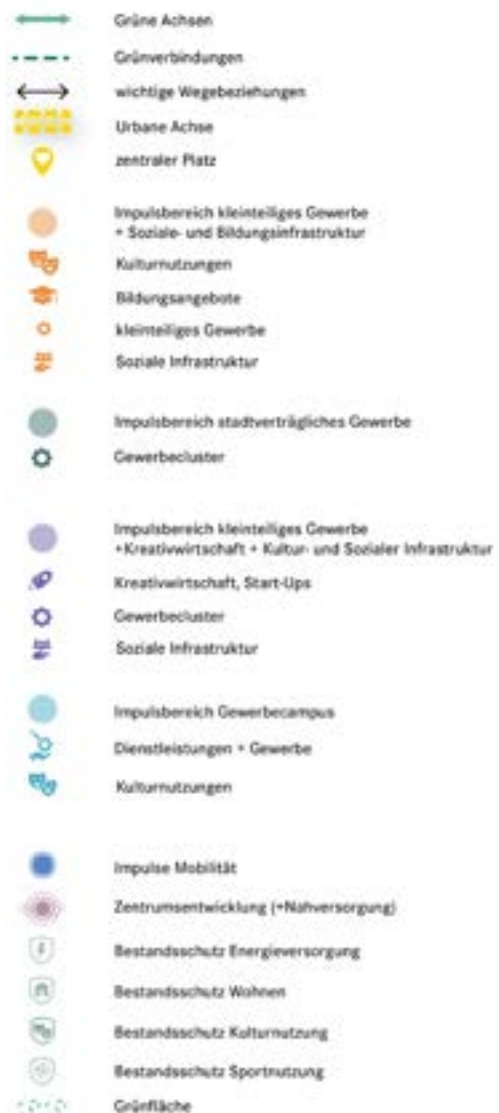 Grüne Achsen
Grünverbindungen
wichtige Wegebeziehungen
Urbane Achse
zentraler Platz
Impulsbereich kleinteiliges Gewerbe
+ Soziale- und Bildungsinfrastruktur
Kulturnutzungen
Bildungsangebote
kleinteiliges Gewerbe
Soziale Infrastruktur
Impulsbereich stadtverträgliches Gewerbe
Gewerbecluster
Impulsbereich kleinteiliges Gewerbe
+Kreativwirtschaft + Kultur- und Sozialer Infrastruktur
Kreativwirtschaft, Start-Ups
Gewerbecluster
Soziale Infrastruktur
Impulsbereich Gewerbecampus
Dienstleistungen + Gewerbe
Kulturnutzungen
Impulse Mobilität
Zentrumsentwicklung (+Nahversorgung)
Bestandsschutz Energieversorgung
Bestandsschutz Wohnen
Bestandsschutz Kulturnutzung
Bestandsschutz Sportnutzung
Grünfläche